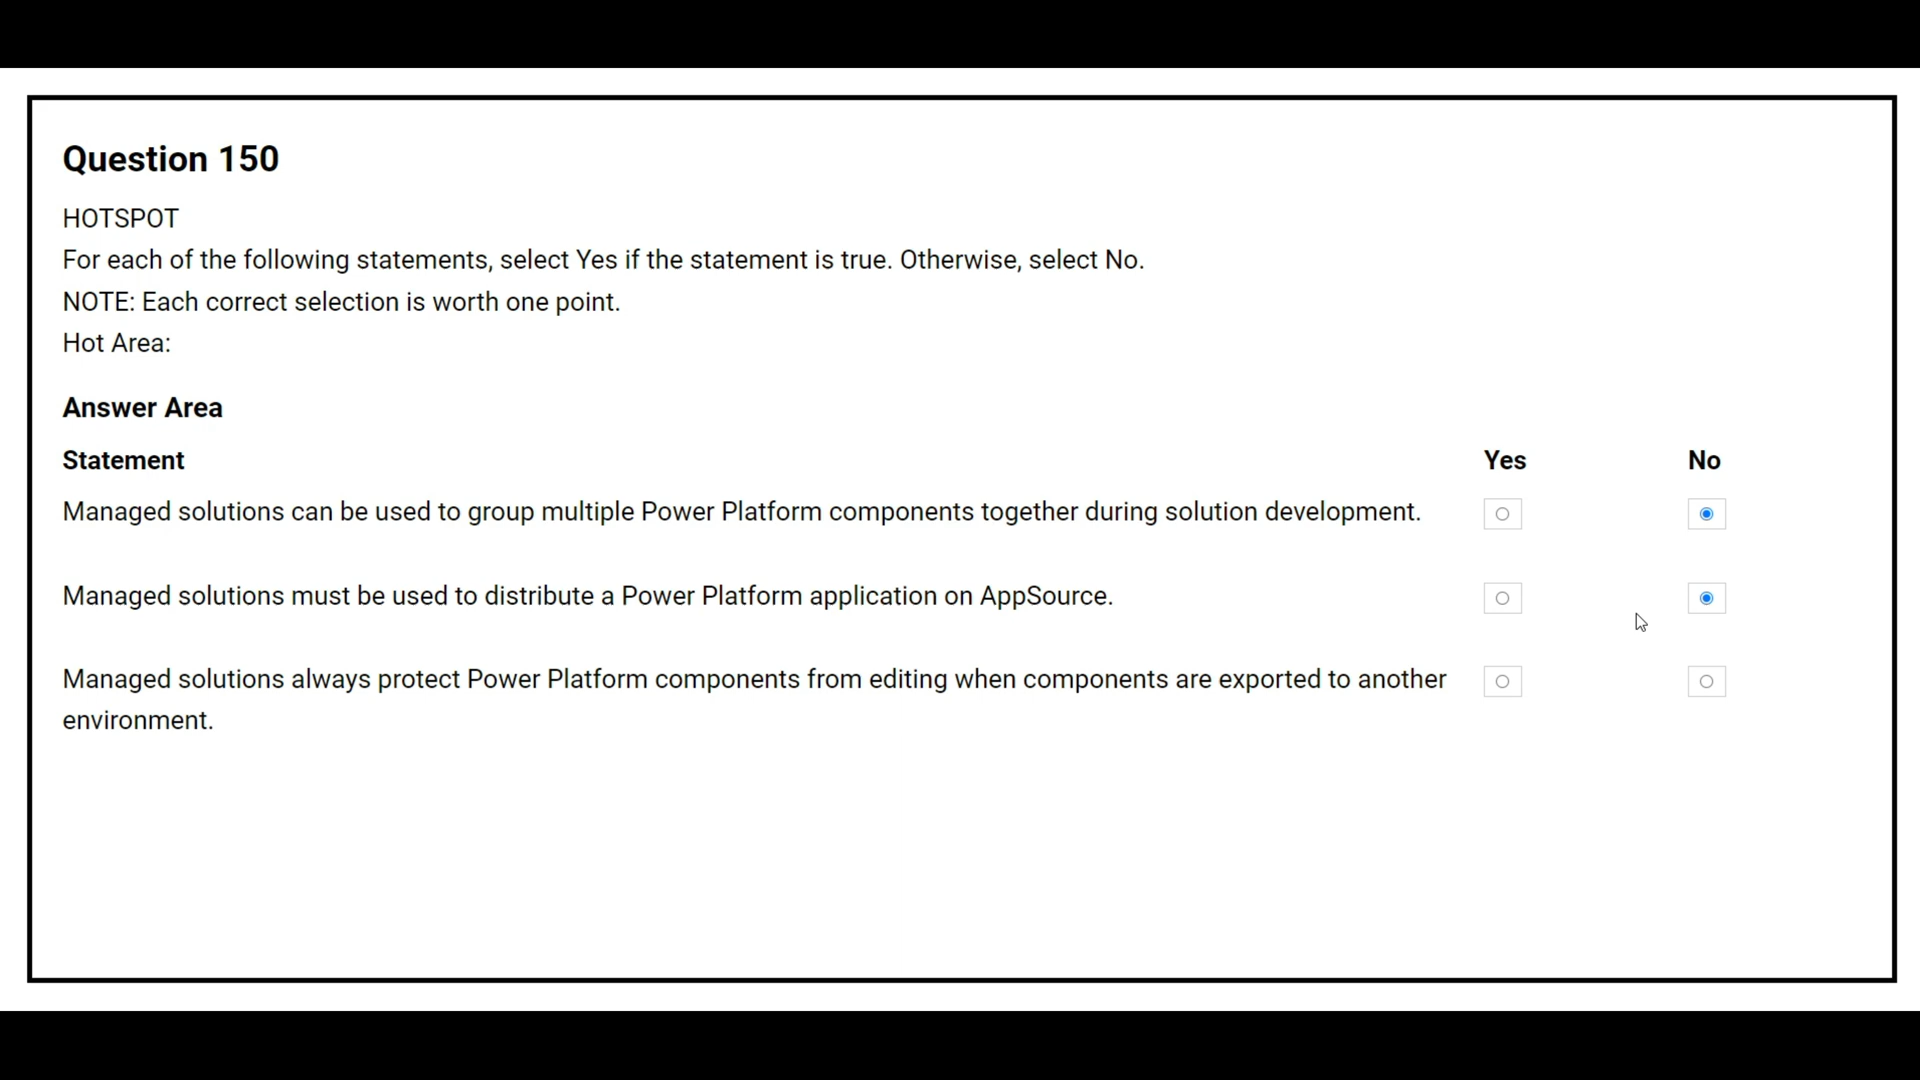 Question 150
HOTSPOT
For each of the following statements, select Yes if the statement is true. Otherwise, select No.
NOTE: Each correct selection is worth one point.
Hot Area:
Answer Area
Statement Yes No
Managed solutions can be used to group multiple Power Platform components together during solution development.
Managed solutions must be used to distribute a Power Platform application on AppSource.
Managed solutions always protect Power Platform components from editing when components are exported to another
environment.